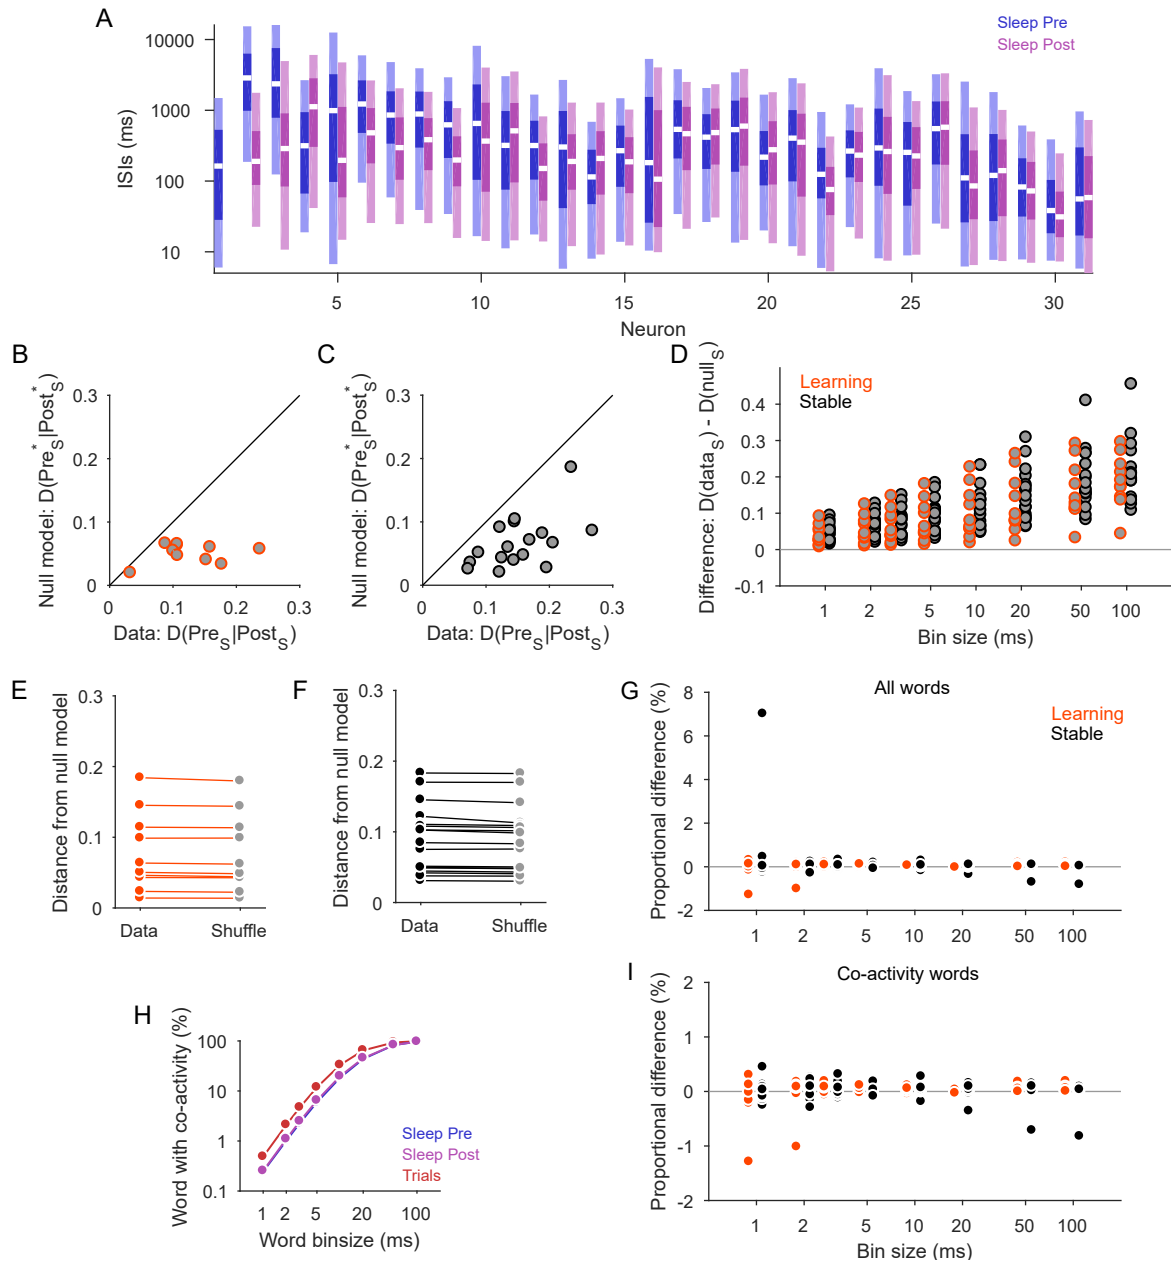 A
Sleep Pre
Sleep Post
10000
1000
100
10
ISIs (ms)
5
10
15
20
25
30
Neuron
B
Null model: D(Pre*S|Post*S)
0.3
0.2
0.1
0
0
0.1
0.2
0.3
Data: D(PreS|PostS)
C
Null model: D(Pre*S|Post*S)
0.3
0.2
0.1
0
0
0.1
0.2
0.3
Data: D(PreS|PostS)
D
Difference: D(dataS) - D(nullS)
Learning
Stable
0.4
0.3
0.2
0.1
0
-0.1
1
2
5
10
20
50
100
Bin size (ms)
E
Distance from null model
0.3
0.2
0.1
0
Data
Shuffle
F
Distance from null model
0.3
0.2
0.1
0
Data
Shuffle
G
All words
Proportional difference (%)
Learning
Stable
8
6
4
2
0
-2
1
2
5
10
20
50
100
H
Word with co-activity (%)
100
10
1
0.1
Sleep Pre
Sleep Post
Trials
1
2
5
20
100
Word binsize (ms)
I
Co-activity words
Proportional difference (%)
2
1
0
-1
-2
1
2
5
10
20
50
100
Bin size (ms)